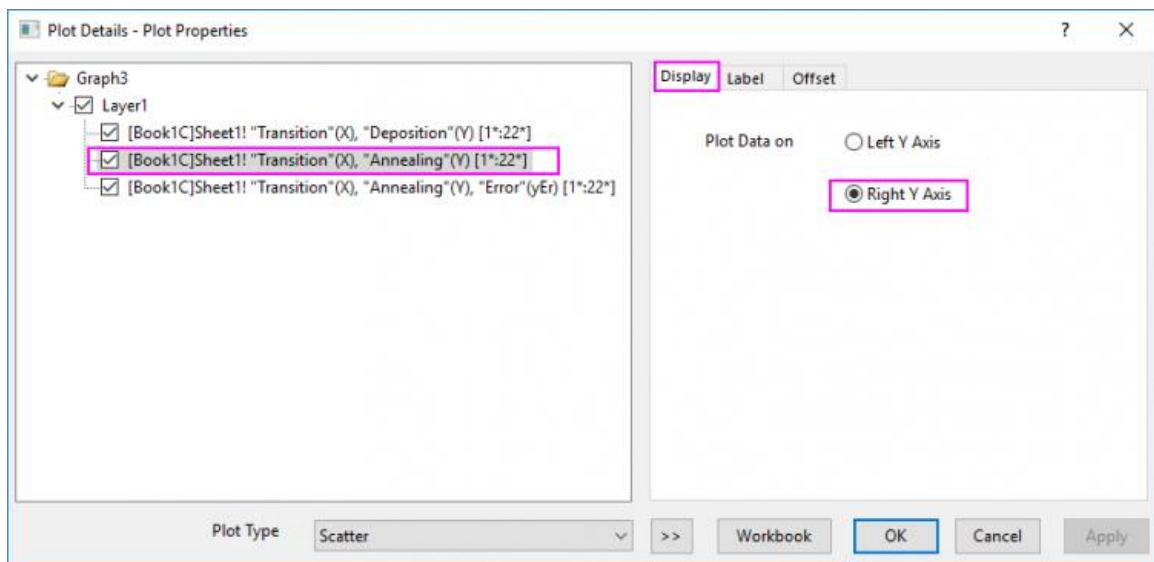 Plot Details - Plot Properties ?
Graph3
Layer1
[Book1C]Sheet1! "Transition"(X), "Deposition"(Y) [1*:22*]
[Book1C]Sheet1! "Transition"(X), "Annealing"(Y) [1*:22*]
[Book1C]Sheet1! "Transition"(X), "Annealing"(Y), "Error"(yEr) [1*:22*]
Display Label Offset
Plot Data on Left Y Axis
Right Y Axis
Plot Type Scatter >> Workbook OK Cancel Apply